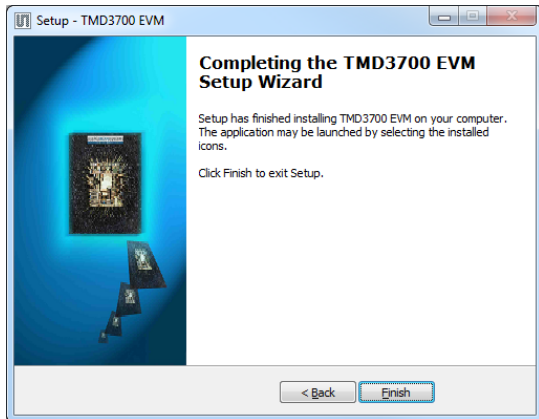 Setup - TMD3700 EVM
Completing the TMD3700 EVM
Setup Wizard
Setup has finished installing TMD3700 EVM on your computer.
The application may be launched by selecting the installed
icons.
Click Finish to exit Setup.
< Back
Finish